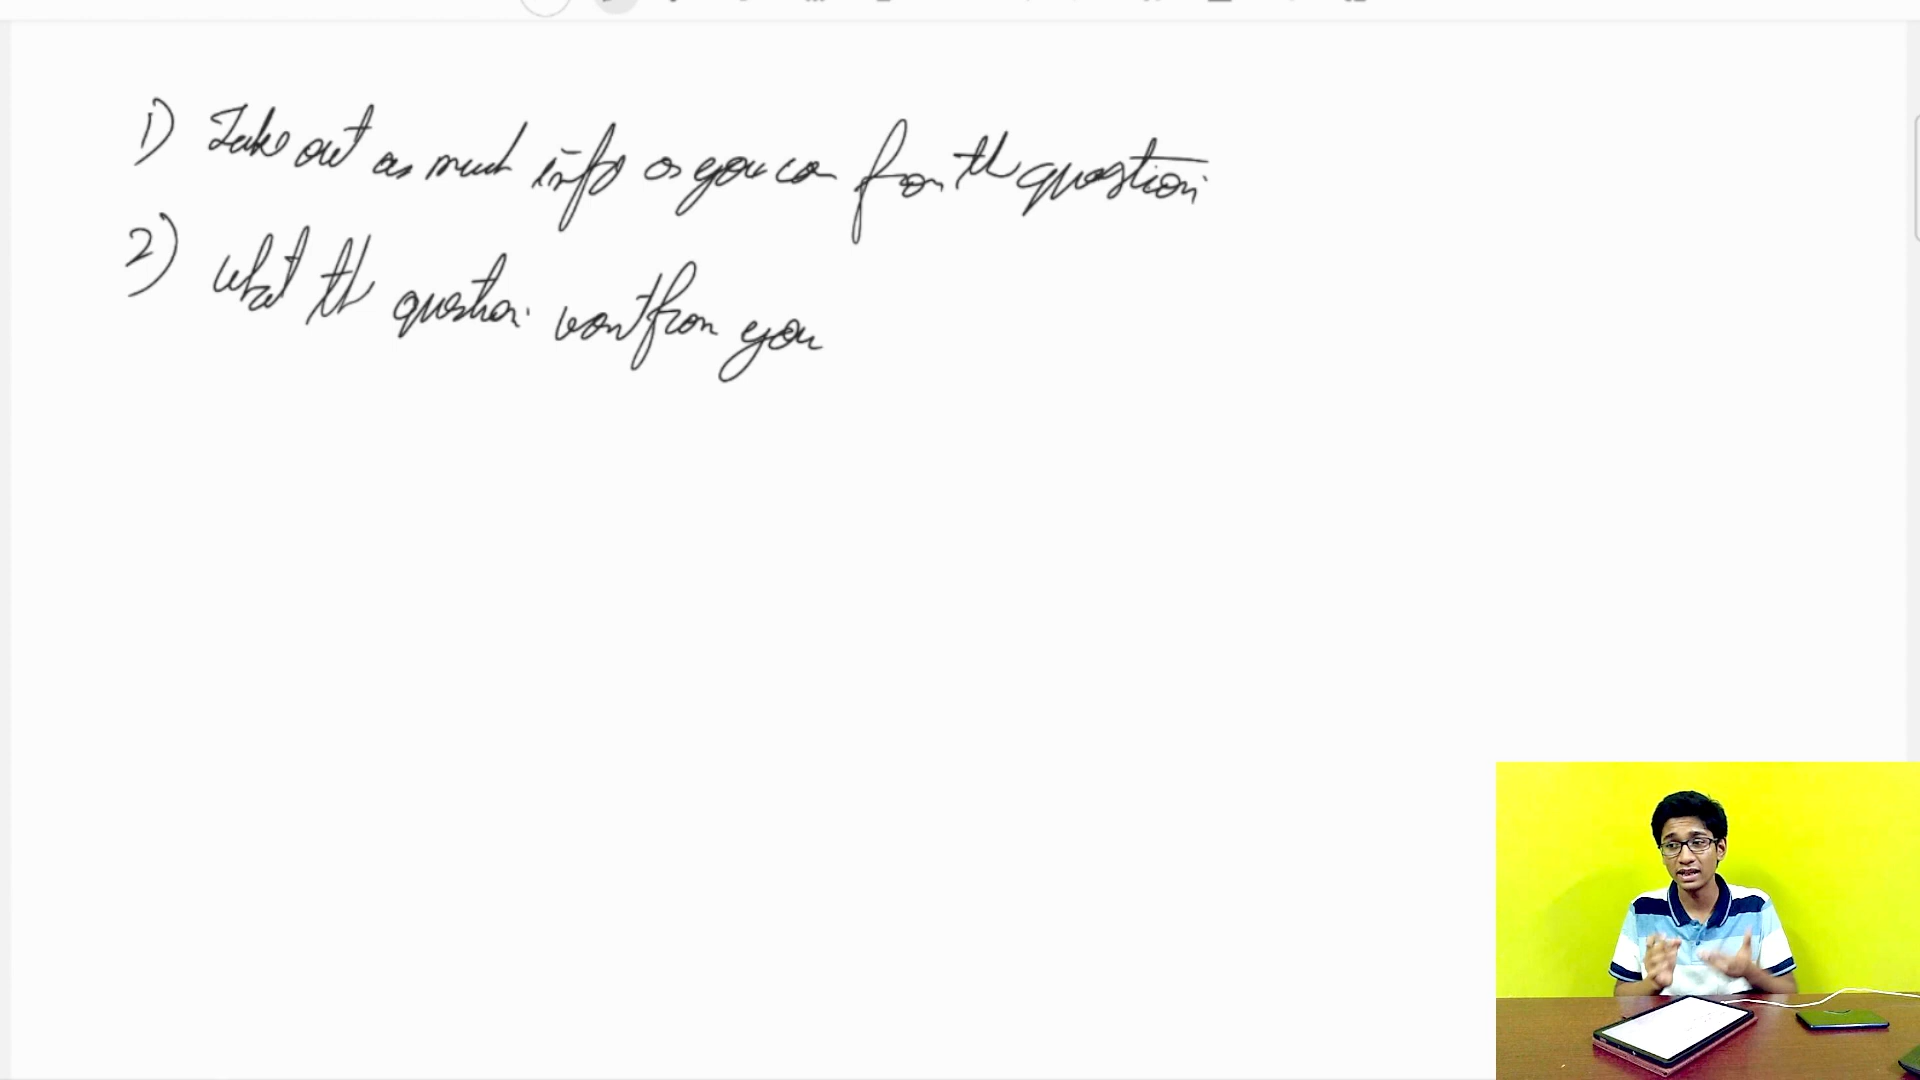 1) Take out as much info as you can from the question
2) What the question want from you